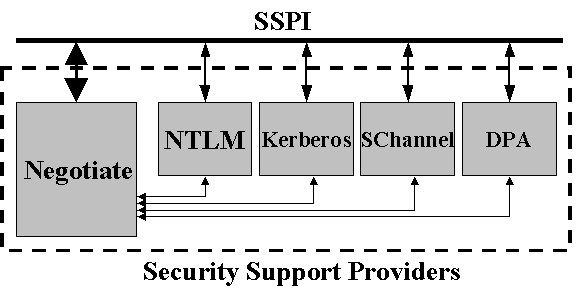 SSPI
Negotiate
NTLM
Kerberos
SChannel
DPA
Security Support Providers